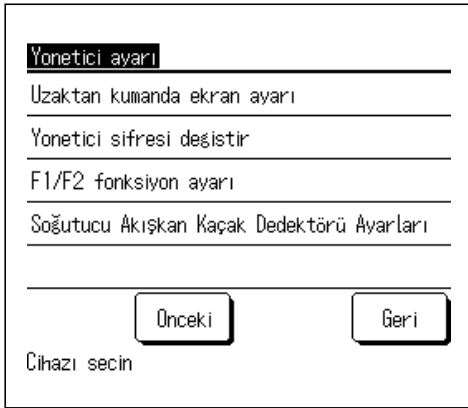 Yonetici ayarı
Uzaktan kumanda ekran ayarı
Yonetici sifresi degistir
F1/F2 fonksiyon ayarı
Soğutucu Akışkan Kaçak Dedektörü Ayarları
Onceki
Geri
Cihazı secin